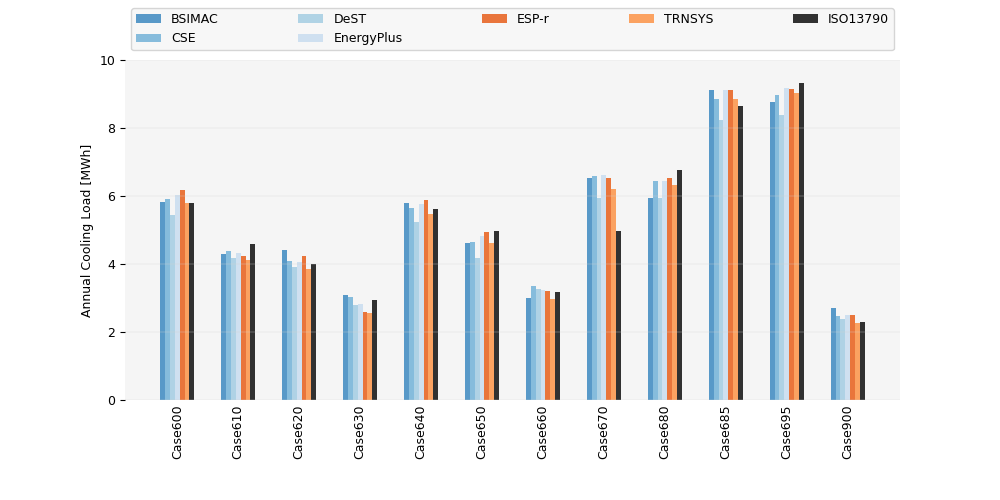 BSIMAC DeST ESP-r TRNSYS ISO13790
CSE EnergyPlus
10
8
6
4
2
0
Annual Cooling Load [MWh]
Case600 Case610 Case620 Case630 Case640 Case650 Case660 Case670 Case680 Case685 Case695 Case900